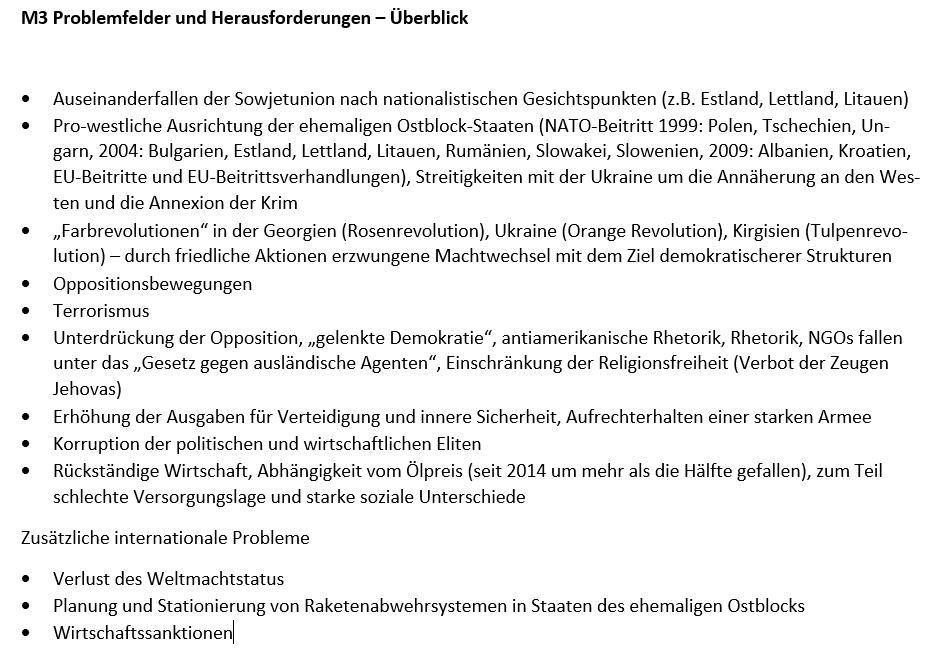 M3 Problemfelder und Herausforderungen – Überblick
• Auseinanderfallen der Sowjetunion nach nationalistischen Gesichtspunkten (z.B. Estland, Lettland, Litauen)
• Pro-westliche Ausrichtung der ehemaligen Ostblock-Staaten (NATO-Beitritt 1999: Polen, Tschechien, Un-
garn, 2004: Bulgarien, Estland, Lettland, Litauen, Rumänien, Slowakei, Slowenien, 2009: Albanien, Kroatien,
EU-Beitritte und EU-Beitrittsverhandlungen), Streitigkeiten mit der Ukraine um die Annäherung an den Wes-
ten und die Annexion der Krim
• „Farbrevolutionen“ in der Georgien (Rosenrevolution), Ukraine (Orange Revolution), Kirgisien (Tulpenrevo-
lution) – durch friedliche Aktionen erzwungene Machtwechsel mit dem Ziel demokratischerer Strukturen
• Oppositionsbewegungen
• Terrorismus
• Unterdrückung der Opposition, „gelenkte Demokratie“, antiamerikanische Rhetorik, Rhetorik, NGOs fallen
unter das „Gesetz gegen ausländische Agenten“, Einschränkung der Religionsfreiheit (Verbot der Zeugen
Jehovas)
• Erhöhung der Ausgaben für Verteidigung und innere Sicherheit, Aufrechterhalten einer starken Armee
• Korruption der politischen und wirtschaftlichen Eliten
• Rückständige Wirtschaft, Abhängigkeit vom Ölpreis (seit 2014 um mehr als die Hälfte gefallen), zum Teil
schlechte Versorgungslage und starke soziale Unterschiede
Zusätzliche internationale Probleme
• Verlust des Weltmachtstatus
• Planung und Stationierung von Raketenabwehrsystemen in Staaten des ehemaligen Ostblocks
• Wirtschaftssanktionen